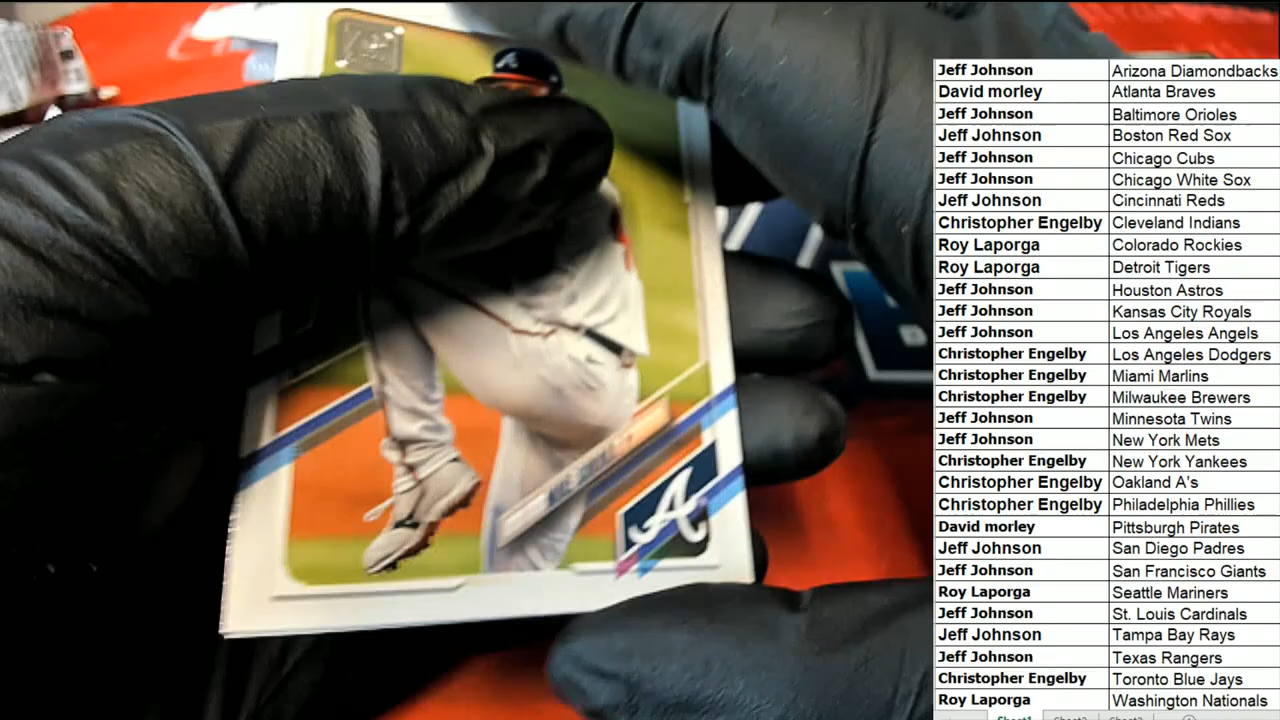 Jeff Johnson Arizona Diamondbacks
David morley Atlanta Braves
Jeff Johnson Baltimore Orioles
Jeff Johnson Boston Red Sox
Jeff Johnson Chicago Cubs
Jeff Johnson Chicago White Sox
Jeff Johnson Cincinnati Reds
Christopher Engelby Cleveland Indians
Roy Laporga Colorado Rockies
Roy Laporga Detroit Tigers
Jeff Johnson Houston Astros
Jeff Johnson Kansas City Royals
Jeff Johnson Los Angeles Angels
Christopher Engelby Los Angeles Dodgers
Christopher Engelby Miami Marlins
Christopher Engelby Milwaukee Brewers
Jeff Johnson Minnesota Twins
Jeff Johnson New York Mets
Christopher Engelby New York Yankees
Christopher Engelby Oakland A's
Christopher Engelby Philadelphia Phillies
David morley Pittsburgh Pirates
Jeff Johnson San Diego Padres
Jeff Johnson San Francisco Giants
Roy Laporga Seattle Mariners
Jeff Johnson St. Louis Cardinals
Jeff Johnson Tampa Bay Rays
Jeff Johnson Texas Rangers
Christopher Engelby Toronto Blue Jays
Roy Laporga Washington Nationals
A